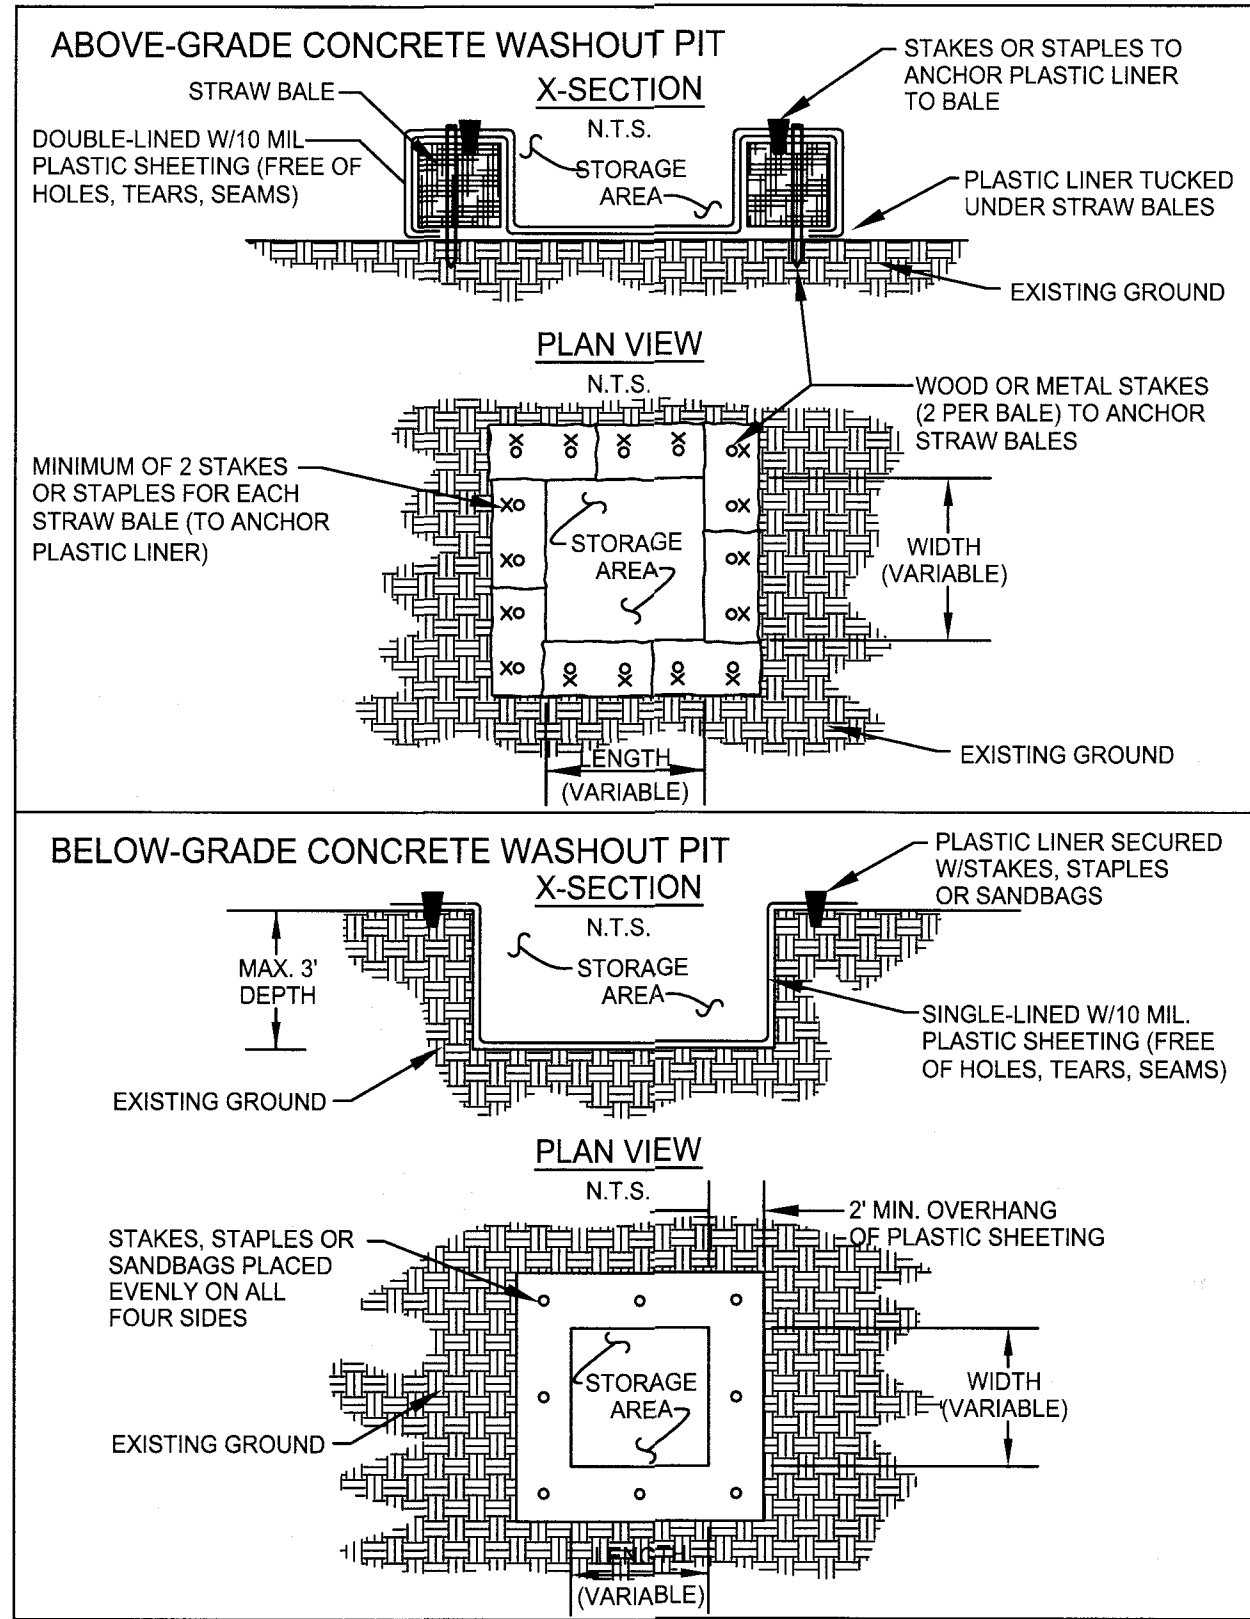 ABOVE-GRADE CONCRETE WASHOUT PIT
X-SECTION
N.T.S.
STRAW BALE
DOUBLE-LINED W/10 MIL
PLASTIC SHEETING (FREE OF
HOLES, TEARS, SEAMS)
STORAGE
AREA
STAKES OR STAPLES TO
ANCHOR PLASTIC LINER
TO BALE
PLASTIC LINER TUCKED
UNDER STRAW BALES
EXISTING GROUND
PLAN VIEW
N.T.S.
WOOD OR METAL STAKES
(2 PER BALE) TO ANCHOR
STRAW BALES
MINIMUM OF 2 STAKES
OR STAPLES FOR EACH
STRAW BALE (TO ANCHOR
PLASTIC LINER)
STORAGE
AREA
WIDTH
(VARIABLE)
EXISTING GROUND
LENGTH
(VARIABLE)
BELOW-GRADE CONCRETE WASHOUT PIT
X-SECTION
N.T.S.
PLASTIC LINER SECURED
W/STAKES, STAPLES
OR SANDBAGS
MAX. 3'
DEPTH
STORAGE
AREA
SINGLE-LINED W/10 MIL.
PLASTIC SHEETING (FREE
OF HOLES, TEARS, SEAMS)
EXISTING GROUND
PLAN VIEW
N.T.S.
2' MIN. OVERHANG
OF PLASTIC SHEETING
STAKES, STAPLES OR
SANDBAGS PLACED
EVENLY ON ALL
FOUR SIDES
STORAGE
AREA
WIDTH
(VARIABLE)
EXISTING GROUND
LENGTH
(VARIABLE)